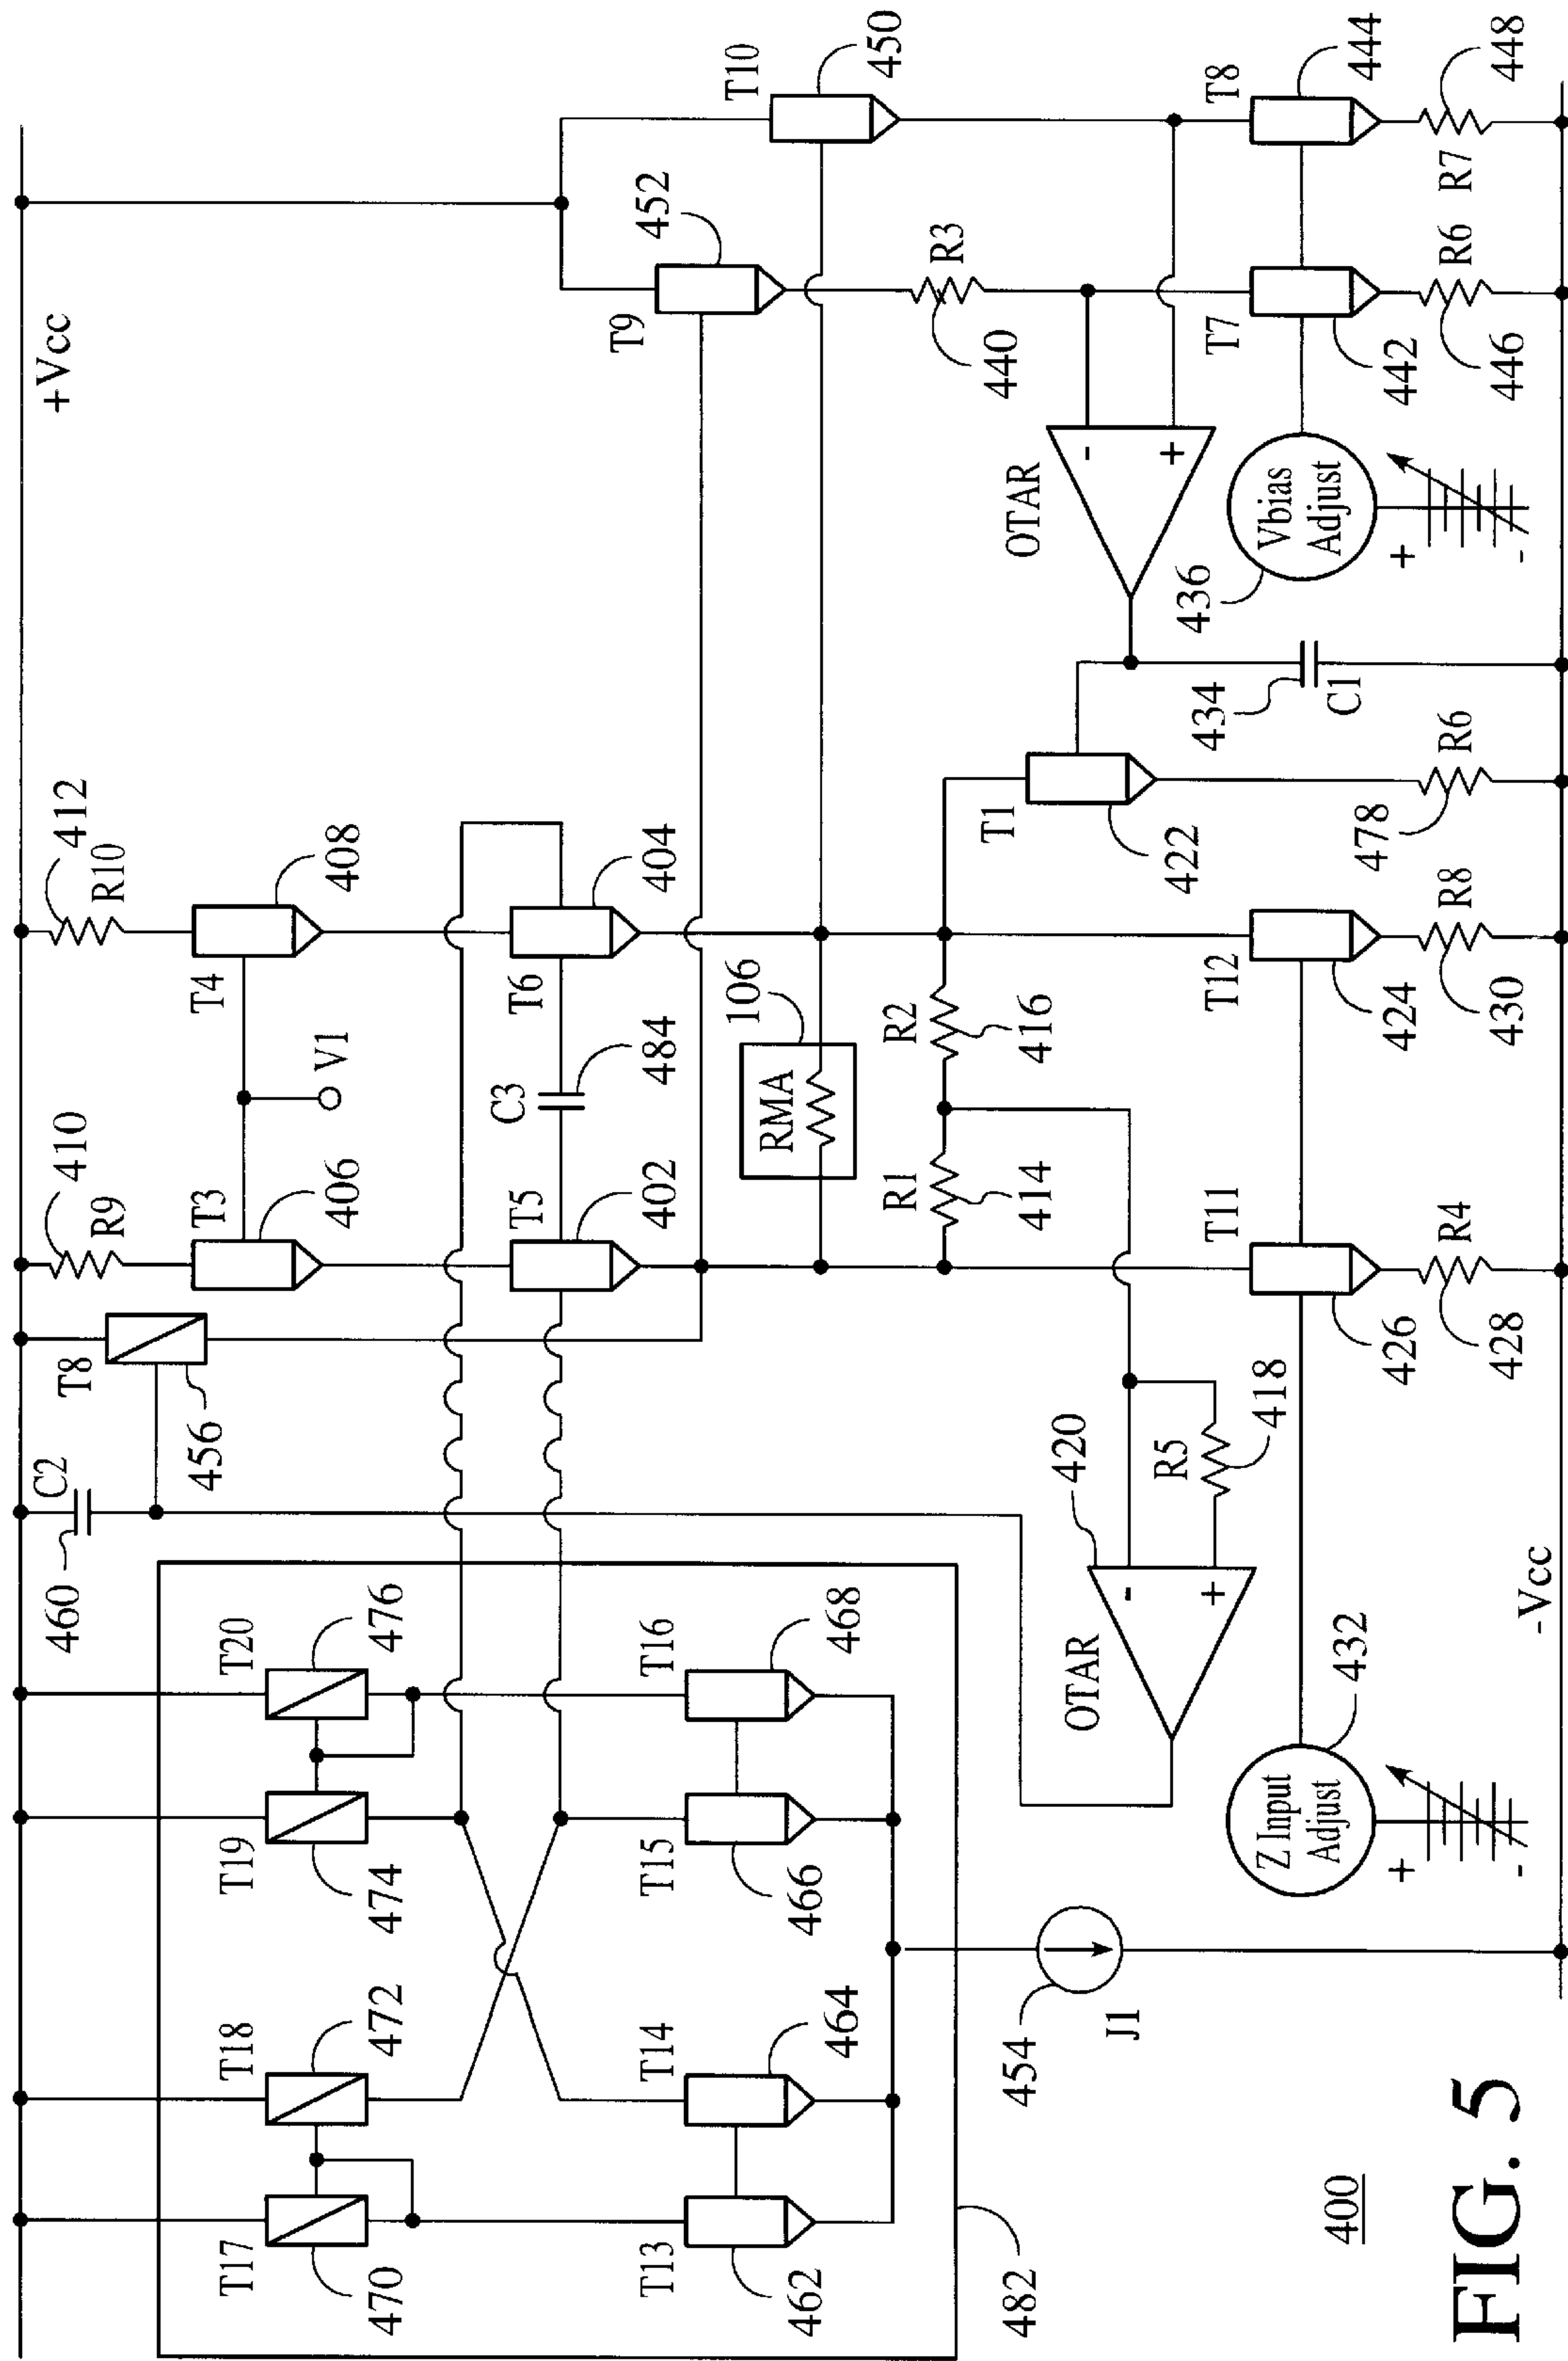 +Vcc
412
R10
410
R9
C2
460
T8
456
T4
408
T3
406
V1
T20
476
T19
474
T18
472
T17
470
T6
404
C3
484
T5
402
T10
450
T9
452
T16
468
T15
466
T14
464
T13
462
482
106
RMA
R2
416
R1
414
R3
440
OTAR
-
+
T1
422
420
OTAR
-
+
R5
418
454
J1
T8
444
T7
442
Vbias
Adjust
436
+
-
434
C1
T12
424
T11
426
Z Input
Adjust
432
+
-
448
R7
R6
446
R6
478
R8
430
R4
428
-Vcc
400
FIG. 5